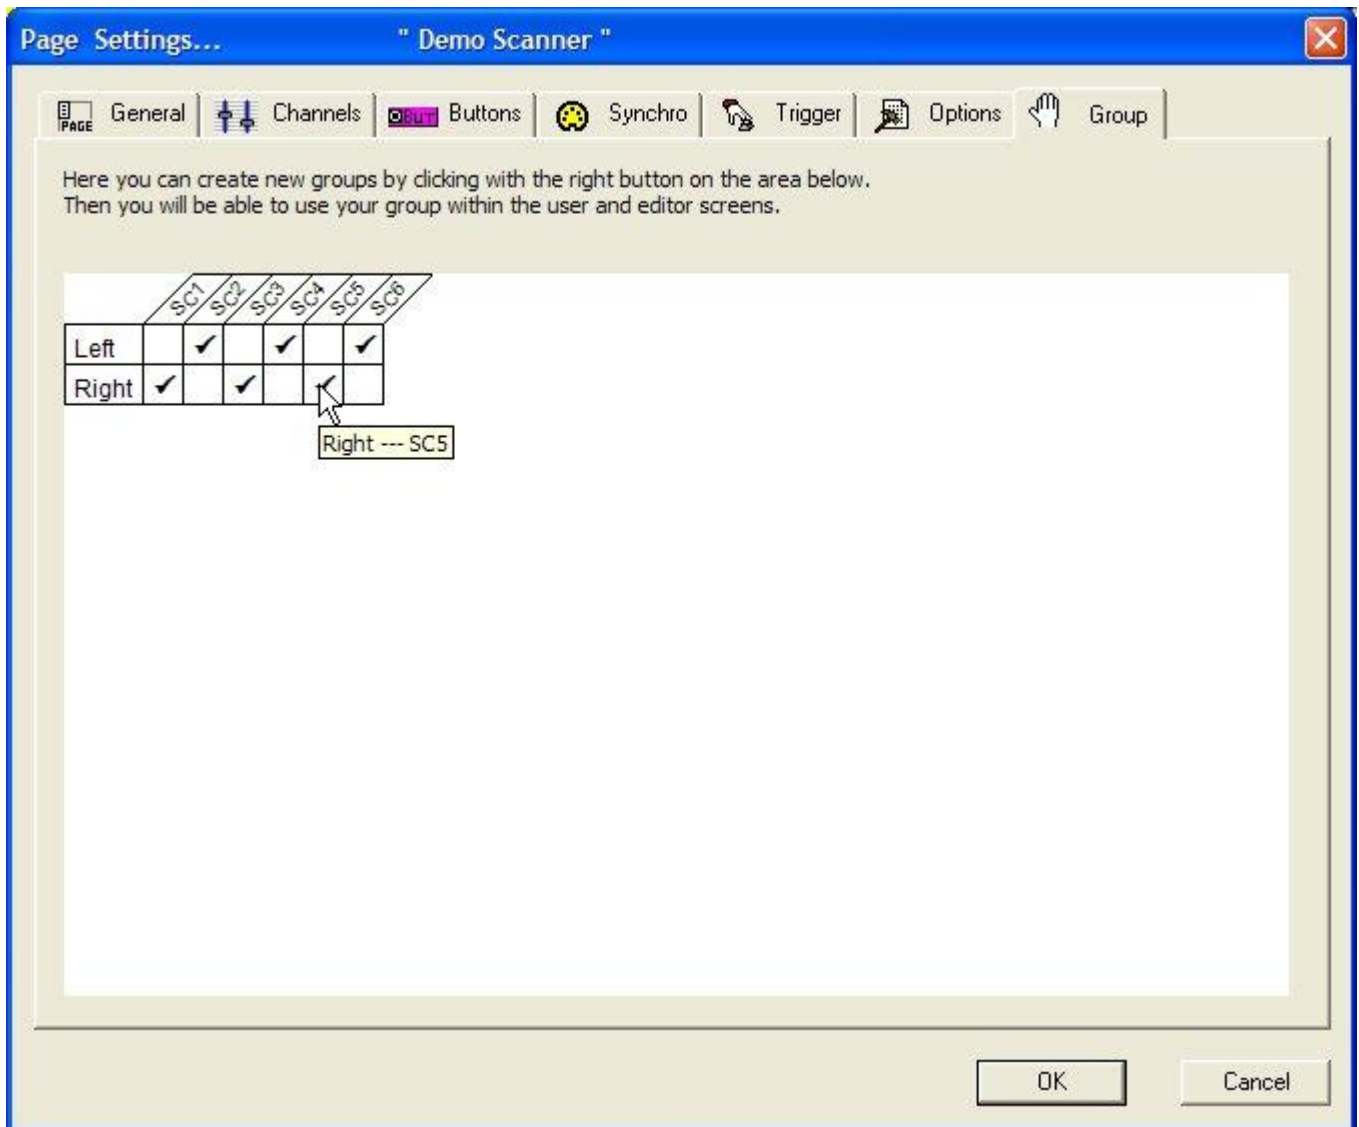 Page Settings... " Demo Scanner "
PAGE General Channels BUT Buttons Synchro Trigger Options Group
Here you can create new groups by clicking with the right button on the area below.
Then you will be able to use your group within the user and editor screens.
SC1 SC2 SC3 SC4 SC5 SC6
Left ✓ ✓ ✓
Right ✓ ✓ ✓
Right --- SC5
OK Cancel